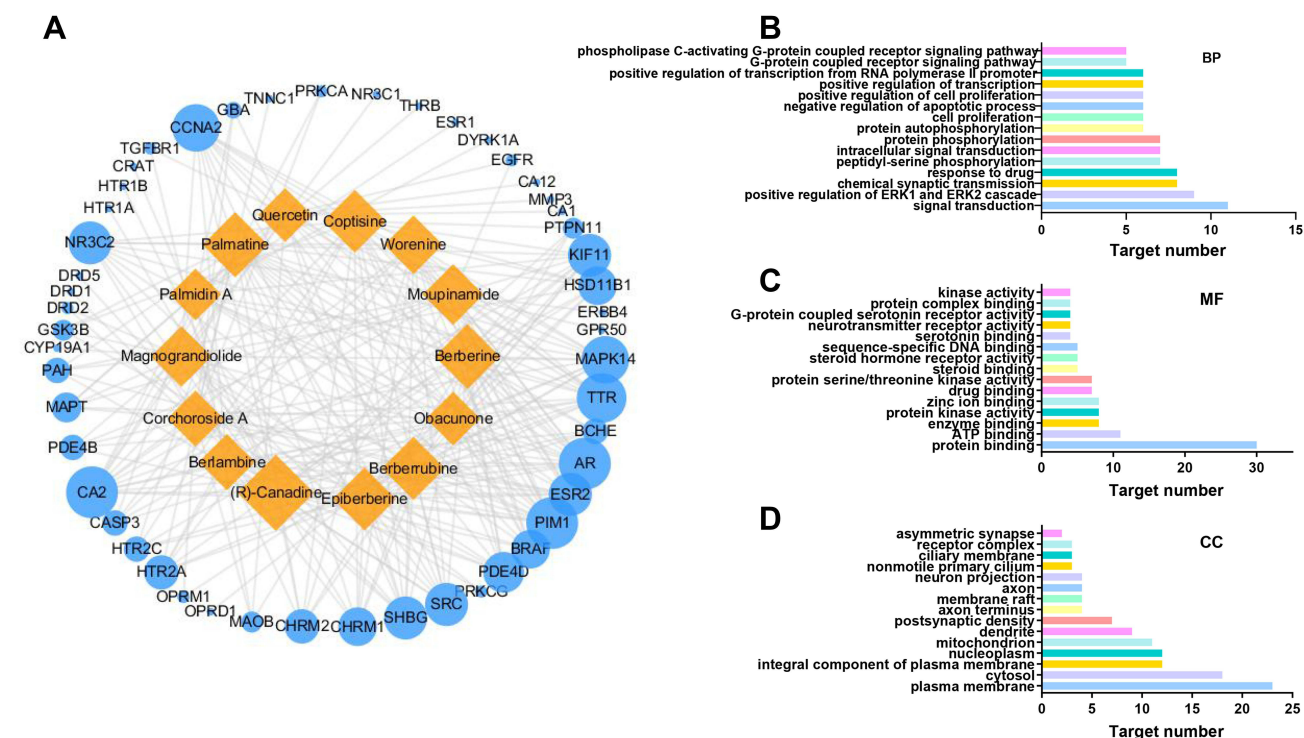 A
CCNA2
GBA
TNNC1
PRKCA
NR3C1
THRB
ESR1
DYRK1A
EGFR
CA12
MMP3
CA1
PTPN11
KIF11
HSD11B1
ERBB4
GPR50
MAPK14
TTR
BCHE
AR
ESR2
PIM1
BRAF
PDE4D
PRKCG
SRC
SHBG
CHRM1
CHRM2
MAOB
OPRD1
OPRM1
HTR2A
HTR2C
CASP3
CA2
PDE4B
MAPT
PAH
CYP19A1
GSK3B
DRD2
DRD1
DRD5
NR3C2
HTR1A
HTR1B
CRAT
TGFBR1
Quercetin
Coptisine
Worenine
Moupinamide
Berberine
Obacunone
Berberrubine
Epiberberine
(R)-Canadine
Berlambine
Corchoroside A
Magnograndiolide
Palmidin A
Palmatine
B
BP
phospholipase C-activating G-protein coupled receptor signaling pathway
G-protein coupled receptor signaling pathway
positive regulation of transcription from RNA polymerase II promoter
positive regulation of transcription
positive regulation of cell proliferation
negative regulation of apoptotic process
cell proliferation
protein autophosphorylation
protein phosphorylation
intracellular signal transduction
peptidyl-serine phosphorylation
response to drug
chemical synaptic transmission
positive regulation of ERK1 and ERK2 cascade
signal transduction
0 5 10 15
Target number
C
MF
kinase activity
protein complex binding
G-protein coupled serotonin receptor activity
neurotransmitter receptor activity
serotonin binding
sequence-specific DNA binding
steroid hormone receptor activity
steroid binding
protein serine/threonine kinase activity
drug binding
zinc ion binding
protein kinase activity
enzyme binding
ATP binding
protein binding
0 10 20 30
Target number
D
CC
asymmetric synapse
receptor complex
ciliary membrane
nonmotile primary cilium
neuron projection
axon
membrane raft
axon terminus
postsynaptic density
dendrite
mitochondrion
nucleoplasm
integral component of plasma membrane
cytosol
plasma membrane
0 5 10 15 20 25
Target number